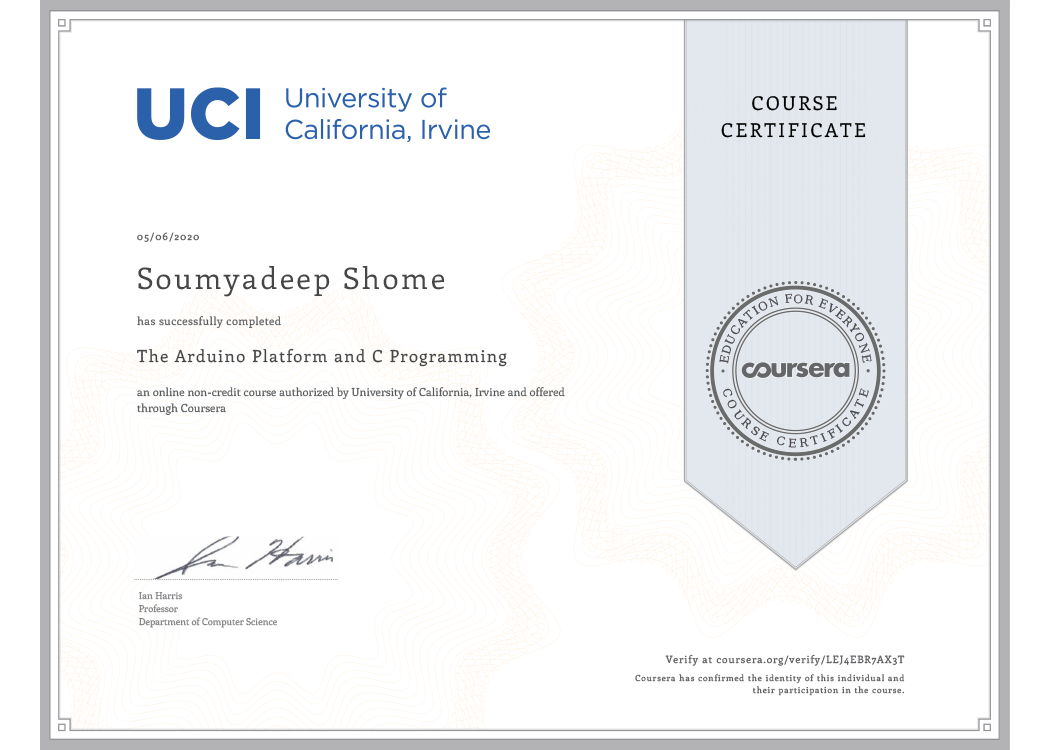 UCI University of
California, Irvine
COURSE
CERTIFICATE
05/06/2020
Soumyadeep Shome
has successfully completed
The Arduino Platform and C Programming
an online non-credit course authorized by University of California, Irvine and offered
through Coursera
EDUCATION FOR EVERYONE
coursera
COURSE CERTIFICATE
Ian Harris
Ian Harris
Professor
Department of Computer Science
Verify at coursera.org/verify/LEJ4EBR7AX3T
Coursera has confirmed the identity of this individual and
their participation in the course.